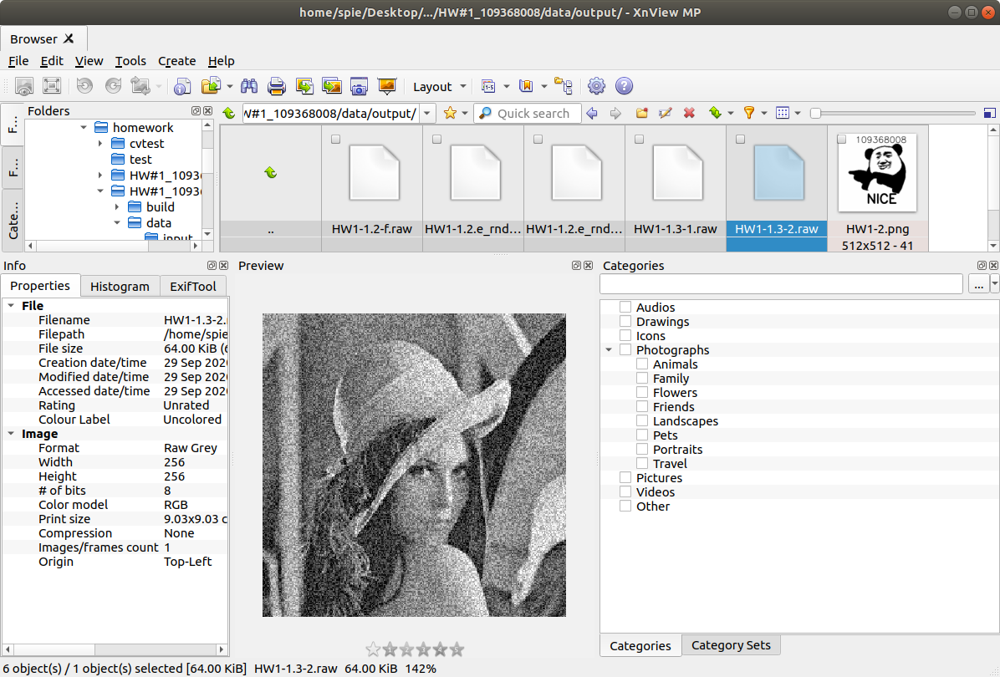 home/spie/Desktop/.../HW#1_109368008/data/output/ - XnView MP
Browser
File Edit View Tools Create Help
Layout
Folders
W#1_109368008/data/output/
Quick search
F...
F...
Cate...
homework
cvtest
test
HW#1_1093
HW#1_1093
build
data
input
..
HW1-1.2-f.raw
HW1-1.2.e_rnd...
HW1-1.2.e_rnd...
HW1-1.3-1.raw
HW1-1.3-2.raw
109368008
NICE
HW1-2.png
512x512 - 41
Info
Properties Histogram ExifTool
File
Filename HW1-1.3-2.
Filepath /home/spie
File size 64.00 KiB (6
Creation date/time 29 Sep 2020
Modified date/time 29 Sep 2020
Accessed date/time 29 Sep 2020
Rating Unrated
Colour Label Uncolored
Image
Format Raw Grey
Width 256
Height 256
# of bits 8
Color model RGB
Print size 9.03x9.03 c
Compression None
Images/frames count 1
Origin Top-Left
Preview
Categories
...
Audios
Drawings
Icons
Photographs
Animals
Family
Flowers
Friends
Landscapes
Pets
Portraits
Travel
Pictures
Videos
Other
Categories Category Sets
6 object(s) / 1 object(s) selected [64.00 KiB] HW1-1.3-2.raw 64.00 KiB 142%